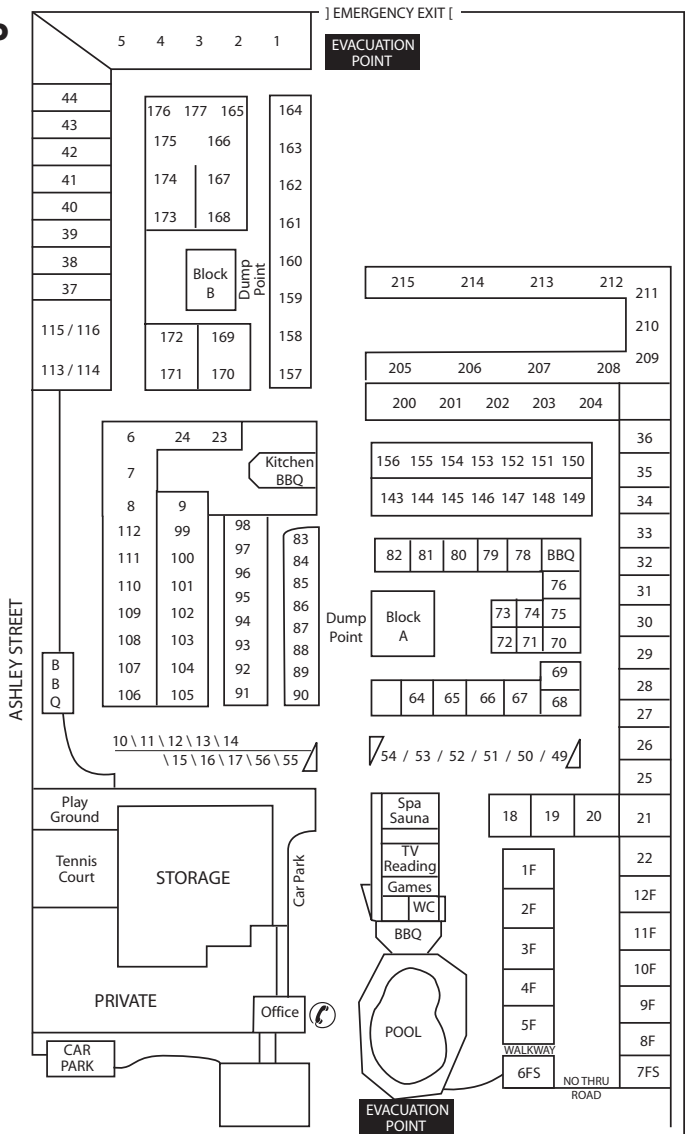 ] EMERGENCY EXIT [
5 4 3 2 1
EVACUATION
POINT
44
43
42
41
40
39
38
37
115 / 116
113 / 114
176 177 165
175 166
174 167
173 168
Block
B
Dump
Point
172 169
171 170
164
163
162
161
160
159
158
157
215 214 213 212
211
210
209
205 206 207 208
200 201 202 203 204
6 24 23
7
8 9
Kitchen
BBQ
112 99
111 100
110 101
109 102
108 103
107 104
106 105
98
97
96
95
94
93
92
91
83
84
85
86
87
88
89
90
156 155 154 153 152 151 150
143 144 145 146 147 148 149
82 81 80 79 78 BBQ
76
73 74 75
72 71 70
Dump
Point
Block
A
69
64 65 66 67 68
36
35
34
33
32
31
30
29
28
27
26
25
21
22
12F
11F
10F
9F
8F
7FS
ASHLEY STREET
B
B
Q
10 \ 11 \ 12 \ 13 \ 14
\ 15 \ 16 \ 17 \ 56 \ 55
54 / 53 / 52 / 51 / 50 / 49
Play
Ground
Tennis
Court
STORAGE
Car Park
PRIVATE
Office
CAR
PARK
Spa
Sauna
TV
Reading
Games
WC
BBQ
POOL
18 19 20
1F
2F
3F
4F
5F
WALKWAY
6FS
NO THRU
ROAD
EVACUATION
POINT